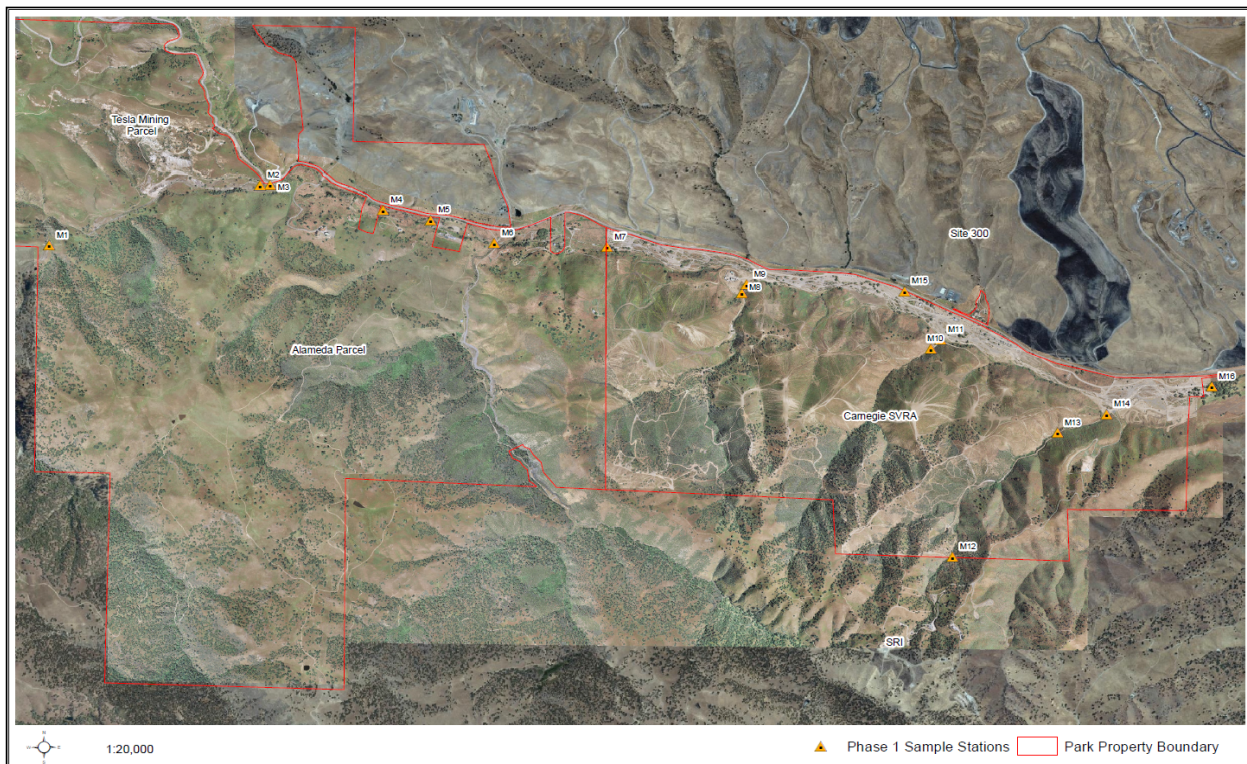 Tesla Mining
Parcel
M2
M3
M4
M5
M1
M6
M7
Site 300
M9
M8
M15
M11
M10
Alameda Parcel
M16
Carnegie SVRA
M14
M13
M12
SRI
N
W
E
S
1:20,000
Phase 1 Sample Stations
Park Property Boundary